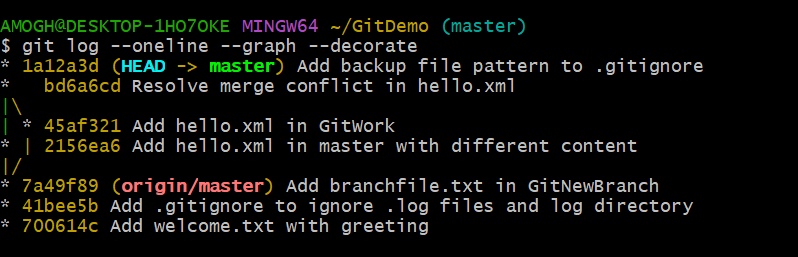 AMOGH@DESKTOP-1HO7OKE MINGW64 ~/GitDemo (master)
$ git log --oneline --graph --decorate
* 1a12a3d (HEAD -> master) Add backup file pattern to .gitignore
*   bd6a6cd Resolve merge conflict in hello.xml
|\
| * 45af321 Add hello.xml in GitWork
* | 2156ea6 Add hello.xml in master with different content
|/
* 7a49f89 (origin/master) Add branchfile.txt in GitNewBranch
* 41bee5b Add .gitignore to ignore .log files and log directory
* 700614c Add welcome.txt with greeting